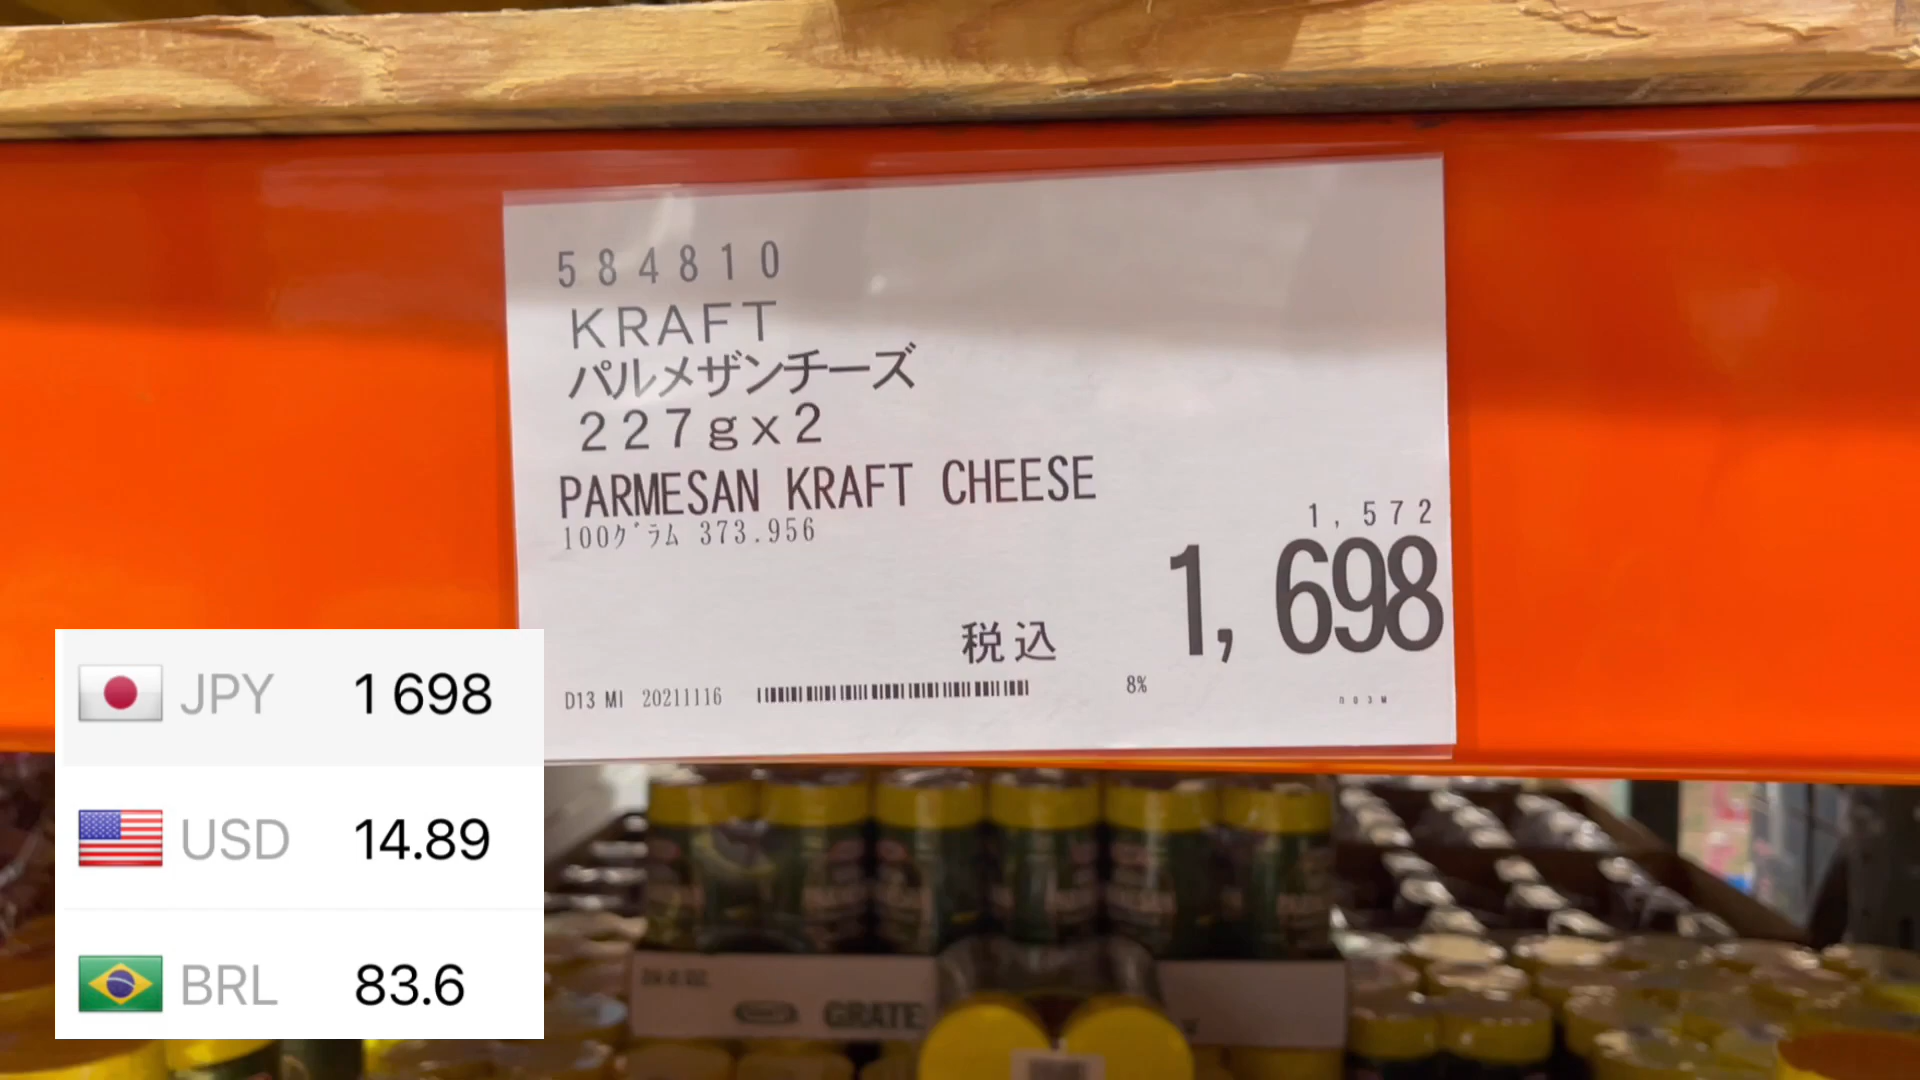 584810
KRAFT
パルメザンチーズ
227gx2
PARMESAN KRAFT CHEESE
100グラム 373.956
1,572
1,698
税込
D13 MI 20211116
8%
JPY 1 698
USD 14.89
BRL 83.6
GRATE